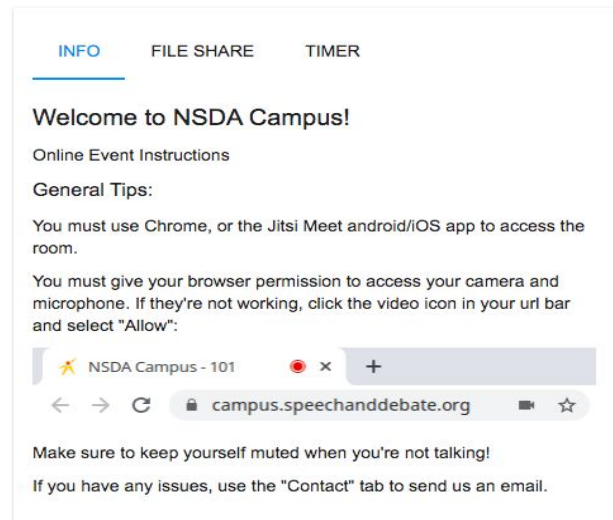 INFO FILE SHARE TIMER
Welcome to NSDA Campus!
Online Event Instructions
General Tips:
You must use Chrome, or the Jitsi Meet android/iOS app to access the
room.
You must give your browser permission to access your camera and
microphone. If they're not working, click the video icon in your url bar
and select "Allow":
NSDA Campus - 101
campus.speechanddebate.org
Make sure to keep yourself muted when you're not talking!
If you have any issues, use the "Contact" tab to send us an email.